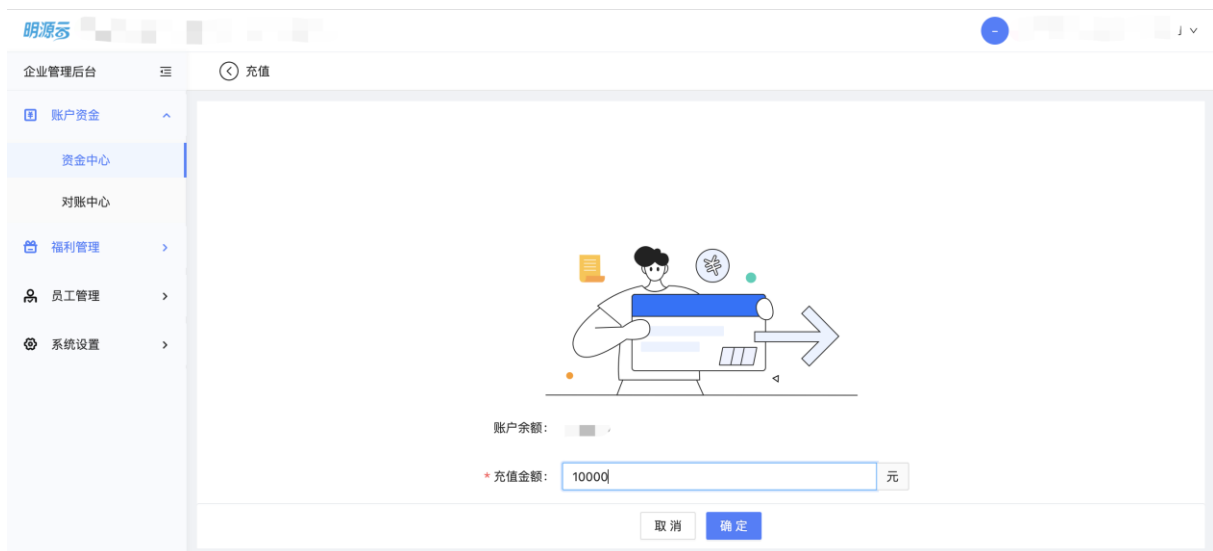 明源云
企业管理后台
充值
账户资金
资金中心
对账中心
福利管理
员工管理
系统设置
账户余额：
* 充值金额： 10000 元
取消 确定